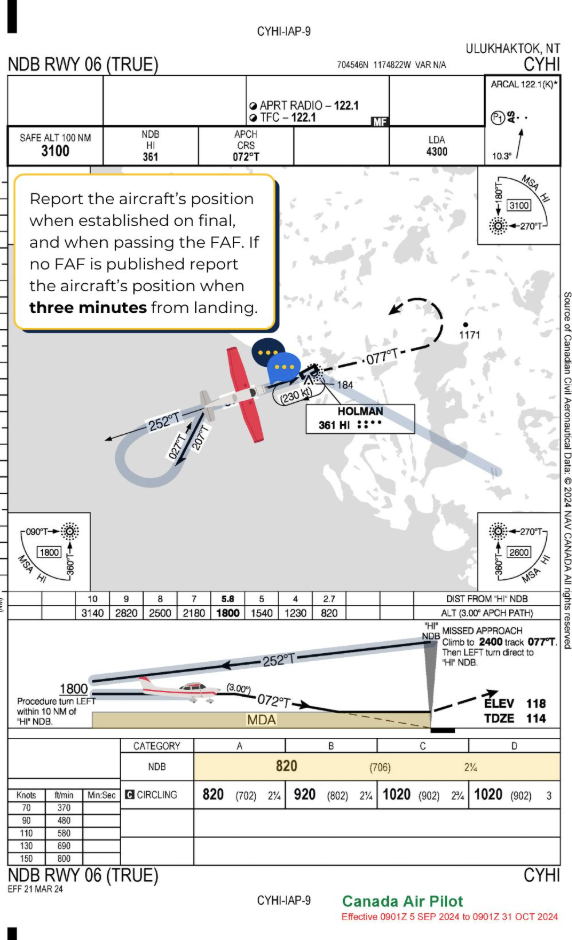 CYHI-IAP-9
ULUKHAKTOK, NT
NDB RWY 06 (TRUE)
704546N 1174822W VAR N/A
CYHI
APRT RADIO – 122.1
TFC – 122.1
MF
ARCAL 122.1(K)*
P1 AS
10.3°
SAFE ALT 100 NM
3100
NDB
HI
361
APCH
CRS
072°T
LDA
4300
Report the aircraft's position
when established on final,
and when passing the FAF. If
no FAF is published report
the aircraft's position when
three minutes from landing.
MSA HI
180°T
3100
270°T
1171
077°T
184
(230 kt)
HOLMAN
361 HI
252°T
027°T
207°T
090°T
1800
360°T
MSA HI
270°T
2600
360°T
MSA HI
10 9 8 7 5.8 5 4 2.7 DIST FROM "HI" NDB
3140 2820 2500 2180 1800 1540 1230 820 ALT (3.00° APCH PATH)
"HI"
NDB
MISSED APPROACH
Climb to 2400 track 077°T.
Then LEFT turn direct to
"HI" NDB.
252°T
1800
(3.00°)
072°T
Procedure turn LEFT
within 10 NM of
"HI" NDB.
MDA
ELEV 118
TDZE 114
CATEGORY A B C D
NDB 820 (706) 2¼
C CIRCLING 820 (702) 2¼ 920 (802) 2¼ 1020 (902) 2¾ 1020 (902) 3
Knots ft/min Min:Sec
70 370
90 480
110 580
130 690
150 800
NDB RWY 06 (TRUE)
CYHI
EFF 21 MAR 24
CYHI-IAP-9
Canada Air Pilot
Effective 0901Z 5 SEP 2024 to 0901Z 31 OCT 2024
Source of Canadian Civil Aeronautical Data: © 2024 NAV CANADA All rights reserved